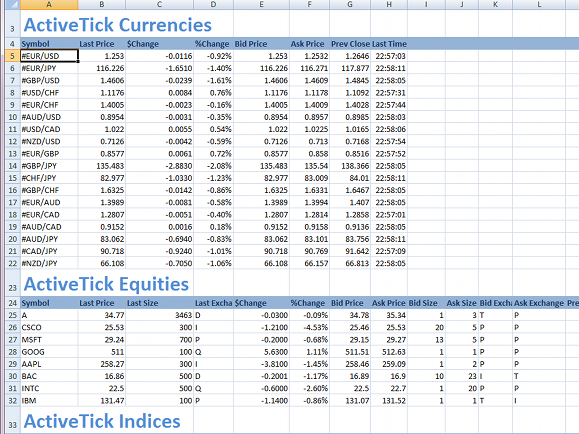 A B C D E F G H I J K L
3 ActiveTick Currencies
4 Symbol Last Price $Change %Change Bid Price Ask Price Prev Close Last Time
5 #EUR/USD 1.253 -0.0116 -0.92% 1.253 1.2532 1.2646 22:57:03
6 #EUR/JPY 116.226 -1.6510 -1.40% 116.226 116.271 117.877 22:58:11
7 #GBP/USD 1.4606 -0.0239 -1.61% 1.4606 1.4609 1.4845 22:58:05
8 #USD/CHF 1.1176 0.0084 0.76% 1.1176 1.1178 1.1092 22:57:31
9 #EUR/CHF 1.4005 -0.0023 -0.16% 1.4005 1.4009 1.4028 22:57:44
10 #AUD/USD 0.8954 -0.0031 -0.35% 0.8954 0.8957 0.8985 22:58:03
11 #USD/CAD 1.022 0.0055 0.54% 1.022 1.0225 1.0165 22:58:06
12 #NZD/USD 0.7126 -0.0042 -0.59% 0.7126 0.713 0.7168 22:57:54
13 #EUR/GBP 0.8577 0.0061 0.72% 0.8577 0.858 0.8516 22:57:52
14 #GBP/JPY 135.483 -2.8830 -2.08% 135.483 135.54 138.366 22:58:05
15 #CHF/JPY 82.977 -1.0330 -1.23% 82.977 83.009 84.01 22:58:11
16 #GBP/CHF 1.6325 -0.0142 -0.86% 1.6325 1.6331 1.6467 22:58:05
17 #EUR/AUD 1.3989 -0.0081 -0.58% 1.3989 1.3994 1.407 22:58:05
18 #EUR/CAD 1.2807 -0.0051 -0.40% 1.2807 1.2814 1.2858 22:57:01
19 #AUD/CAD 0.9152 0.0016 0.18% 0.9152 0.9158 0.9136 22:58:05
20 #AUD/JPY 83.062 -0.6940 -0.83% 83.062 83.101 83.756 22:58:11
21 #CAD/JPY 90.718 -0.9240 -1.01% 90.718 90.769 91.642 22:57:09
22 #NZD/JPY 66.108 -0.7050 -1.06% 66.108 66.157 66.813 22:58:05
23 ActiveTick Equities
24 Symbol Last Price Last Size Last Excha $Change %Change Bid Price Ask Price Bid Size Ask Size Bid Exch Ask Exchange Pre
25 A 34.77 3463 D -0.0300 -0.09% 34.78 35.34 1 3 T P
26 CSCO 25.53 300 I -1.2100 -4.53% 25.46 25.53 20 5 P P
27 MSFT 29.24 700 P -0.2000 -0.68% 29.15 29.27 13 5 P P
28 GOOG 511 100 Q 5.6300 1.11% 511.51 512.63 1 1 P P
29 AAPL 258.27 300 I -3.8100 -1.45% 258.46 259.09 1 2 P P
30 BAC 16.86 500 D -0.2001 -1.17% 16.89 16.9 10 23 I T
31 INTC 22.5 500 Q -0.6000 -2.60% 22.5 22.7 1 20 P P
32 IBM 131.47 100 P -1.1400 -0.86% 131.07 131.52 1 1 T I
33 ActiveTick Indices